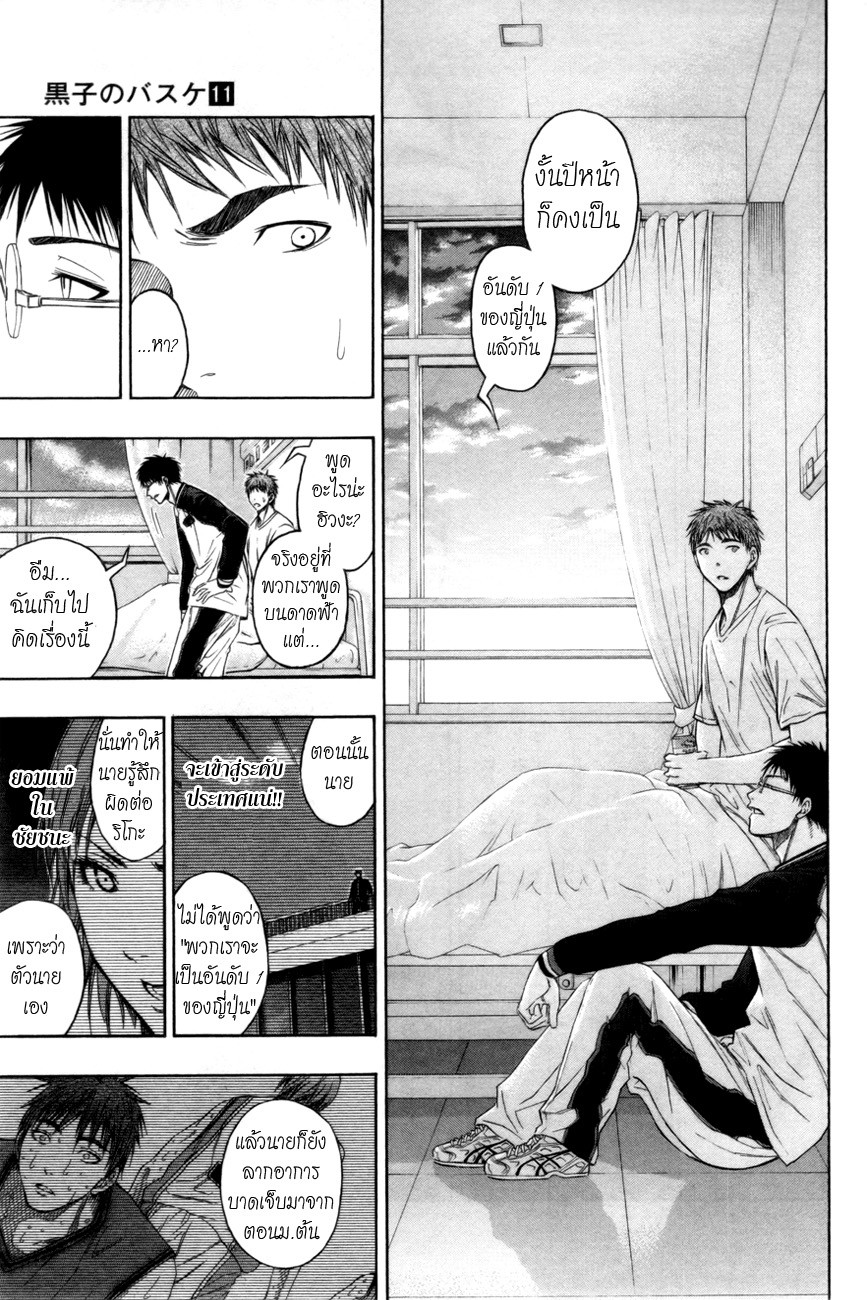 黒子のバスケ11
งั้นปีหน้า
ก็คงเป็น
อันดับ 1
ของญี่ปุ่น
แล้วกัน
...หา?
พูด
อะไรน่ะ
ฮิวงะ?
จริงอยู่ที่
พวกเราพูด
บนดาดฟ้า
แต่...
อืม...
ฉันเก็บไป
คิดเรื่องนี้
ตอนนั้น
นาย
จะเข้าสู่ระดับ
ประเทศแน่!!
ไม่ได้พูดว่า
"พวกเราจะ
เป็นอันดับ 1
ของญี่ปุ่น"
นั่นทำให้
นายรู้สึก
ผิดต่อ
ริโกะ
ยอมแพ้
ใน
ชัยชนะ
เพราะว่า
ตัวนาย
เอง
แล้วนายก็ยัง
ลากอาการ
บาดเจ็บมาจาก
ตอนม.ต้น